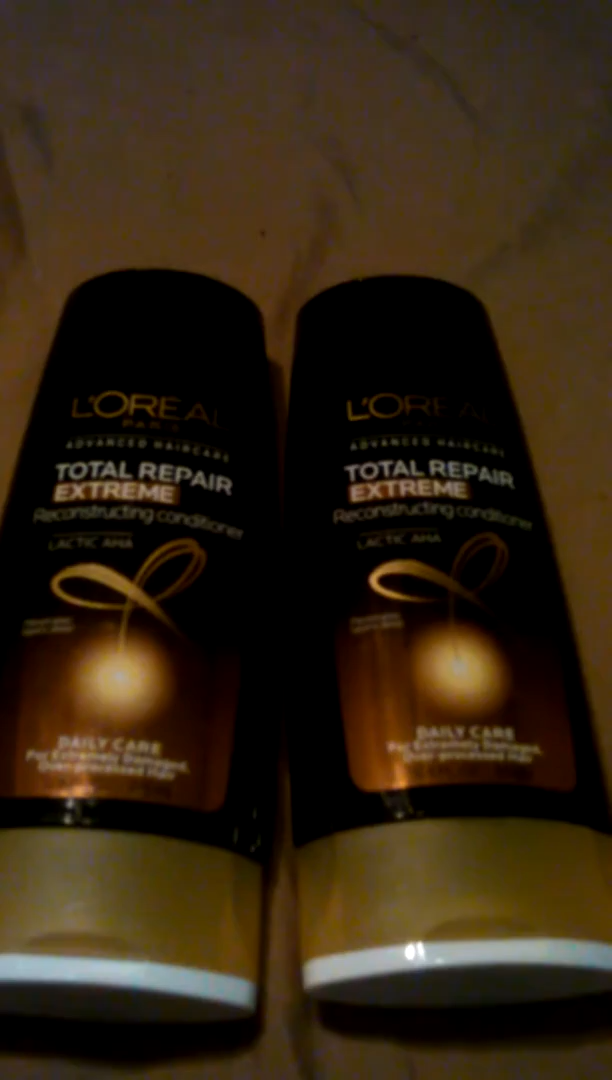 L'ORÉAL
PARIS
ADVANCED HAIRCARE
TOTAL REPAIR
EXTREME
Reconstructing conditioner
LACTIC AHA
DAILY CARE
For Extremely Damaged,
Over-processed Hair
L'ORÉAL
ADVANCED HAIRCARE
TOTAL REPAIR
EXTREME
Reconstructing conditioner
LACTIC AHA
DAILY CARE
For Extremely Damaged,
Over-processed Hair